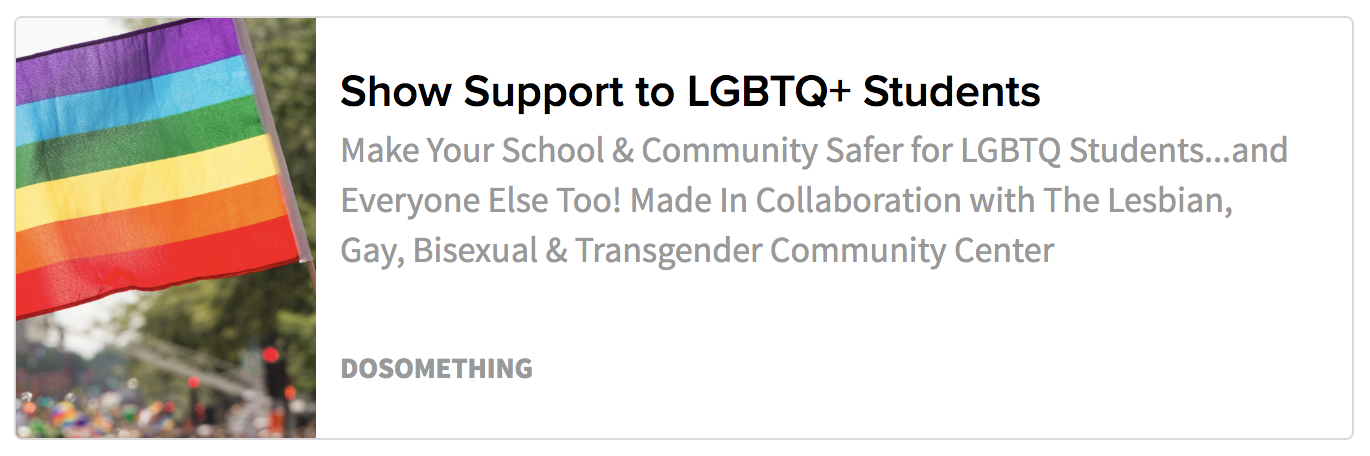 Show Support to LGBTQ+ Students
Make Your School & Community Safer for LGBTQ Students...and
Everyone Else Too! Made In Collaboration with The Lesbian,
Gay, Bisexual & Transgender Community Center
DOSOMETHING